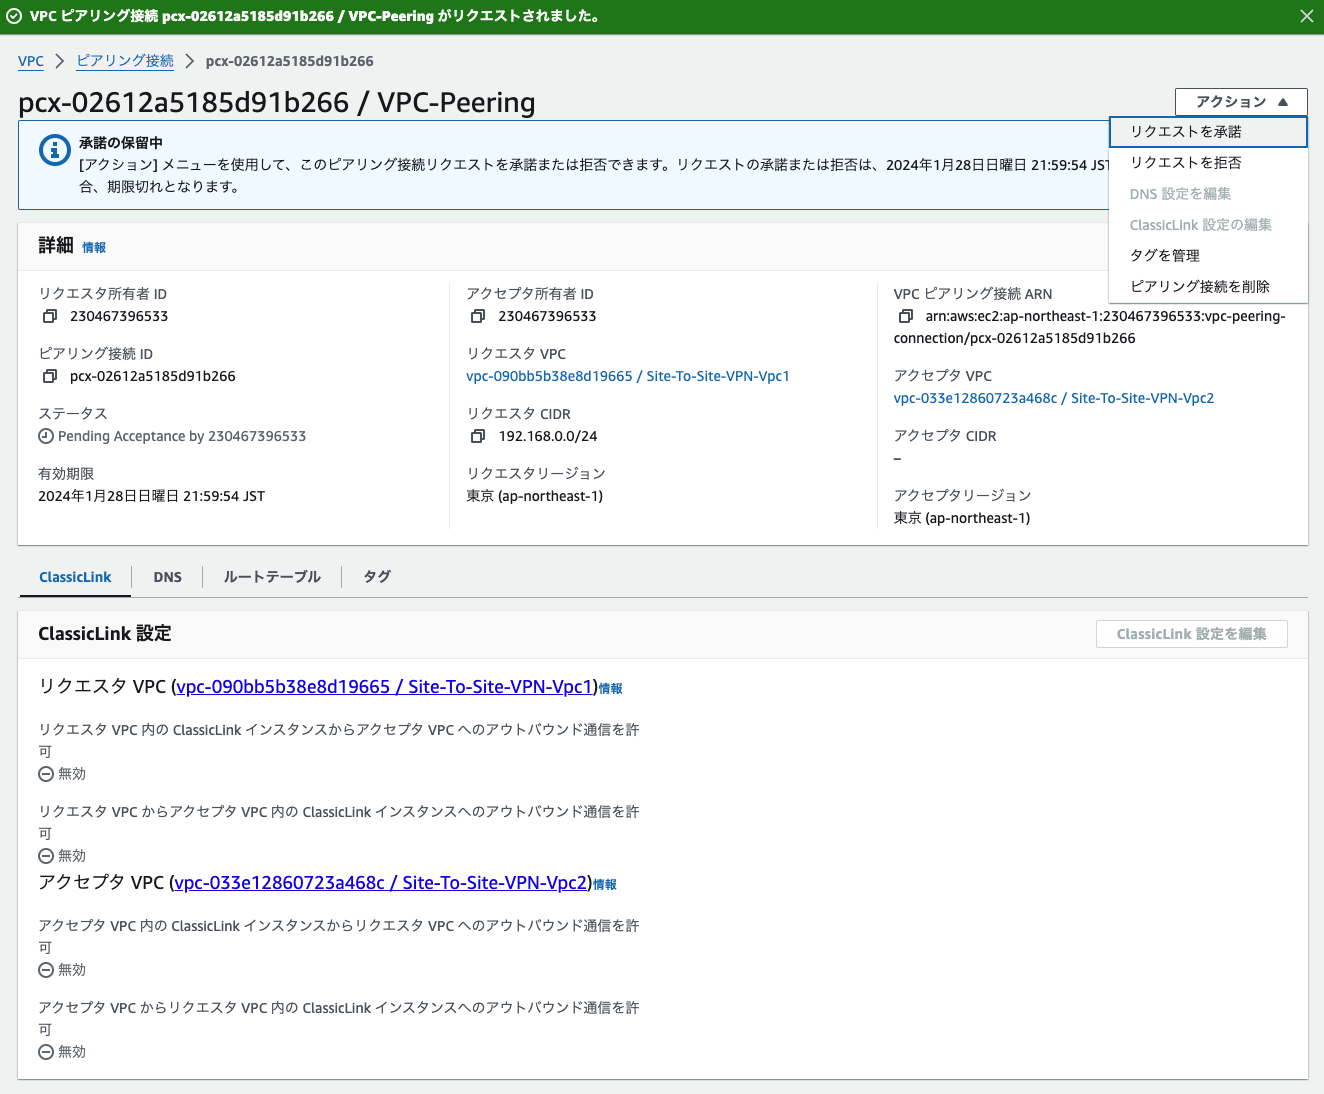 VPC ピアリング接続 pcx-02612a5185d91b266 / VPC-Peering がリクエストされました。
VPC ピアリング接続 pcx-02612a5185d91b266
pcx-02612a5185d91b266 / VPC-Peering
アクション
承諾の保留中
[アクション] メニューを使用して、このピアリング接続リクエストを承諾または拒否できます。リクエストの承諾または拒否は、2024年1月28日日曜日 21:59:54 JST
合、期限切れとなります。
リクエストを承諾
リクエストを拒否
DNS 設定を編集
ClassicLink 設定の編集
タグを管理
ピアリング接続を削除
詳細 情報
リクエスタ所有者 ID
230467396533
ピアリング接続 ID
pcx-02612a5185d91b266
ステータス
Pending Acceptance by 230467396533
有効期限
2024年1月28日日曜日 21:59:54 JST
アクセプタ所有者 ID
230467396533
リクエスタ VPC
vpc-090bb5b38e8d19665 / Site-To-Site-VPN-Vpc1
リクエスタ CIDR
192.168.0.0/24
リクエスタリージョン
東京 (ap-northeast-1)
VPC ピアリング接続 ARN
arn:aws:ec2:ap-northeast-1:230467396533:vpc-peering-
connection/pcx-02612a5185d91b266
アクセプタ VPC
vpc-033e12860723a468c / Site-To-Site-VPN-Vpc2
アクセプタ CIDR
–
アクセプタリージョン
東京 (ap-northeast-1)
ClassicLink DNS ルートテーブル タグ
ClassicLink 設定
ClassicLink 設定を編集
リクエスタ VPC (vpc-090bb5b38e8d19665 / Site-To-Site-VPN-Vpc1)情報
リクエスタ VPC 内の ClassicLink インスタンスからアクセプタ VPC へのアウトバウンド通信を許
可
無効
リクエスタ VPC からアクセプタ VPC 内の ClassicLink インスタンスへのアウトバウンド通信を許
可
無効
アクセプタ VPC (vpc-033e12860723a468c / Site-To-Site-VPN-Vpc2)情報
アクセプタ VPC 内の ClassicLink インスタンスからリクエスタ VPC へのアウトバウンド通信を許
可
無効
アクセプタ VPC からリクエスタ VPC 内の ClassicLink インスタンスへのアウトバウンド通信を許
可
無効